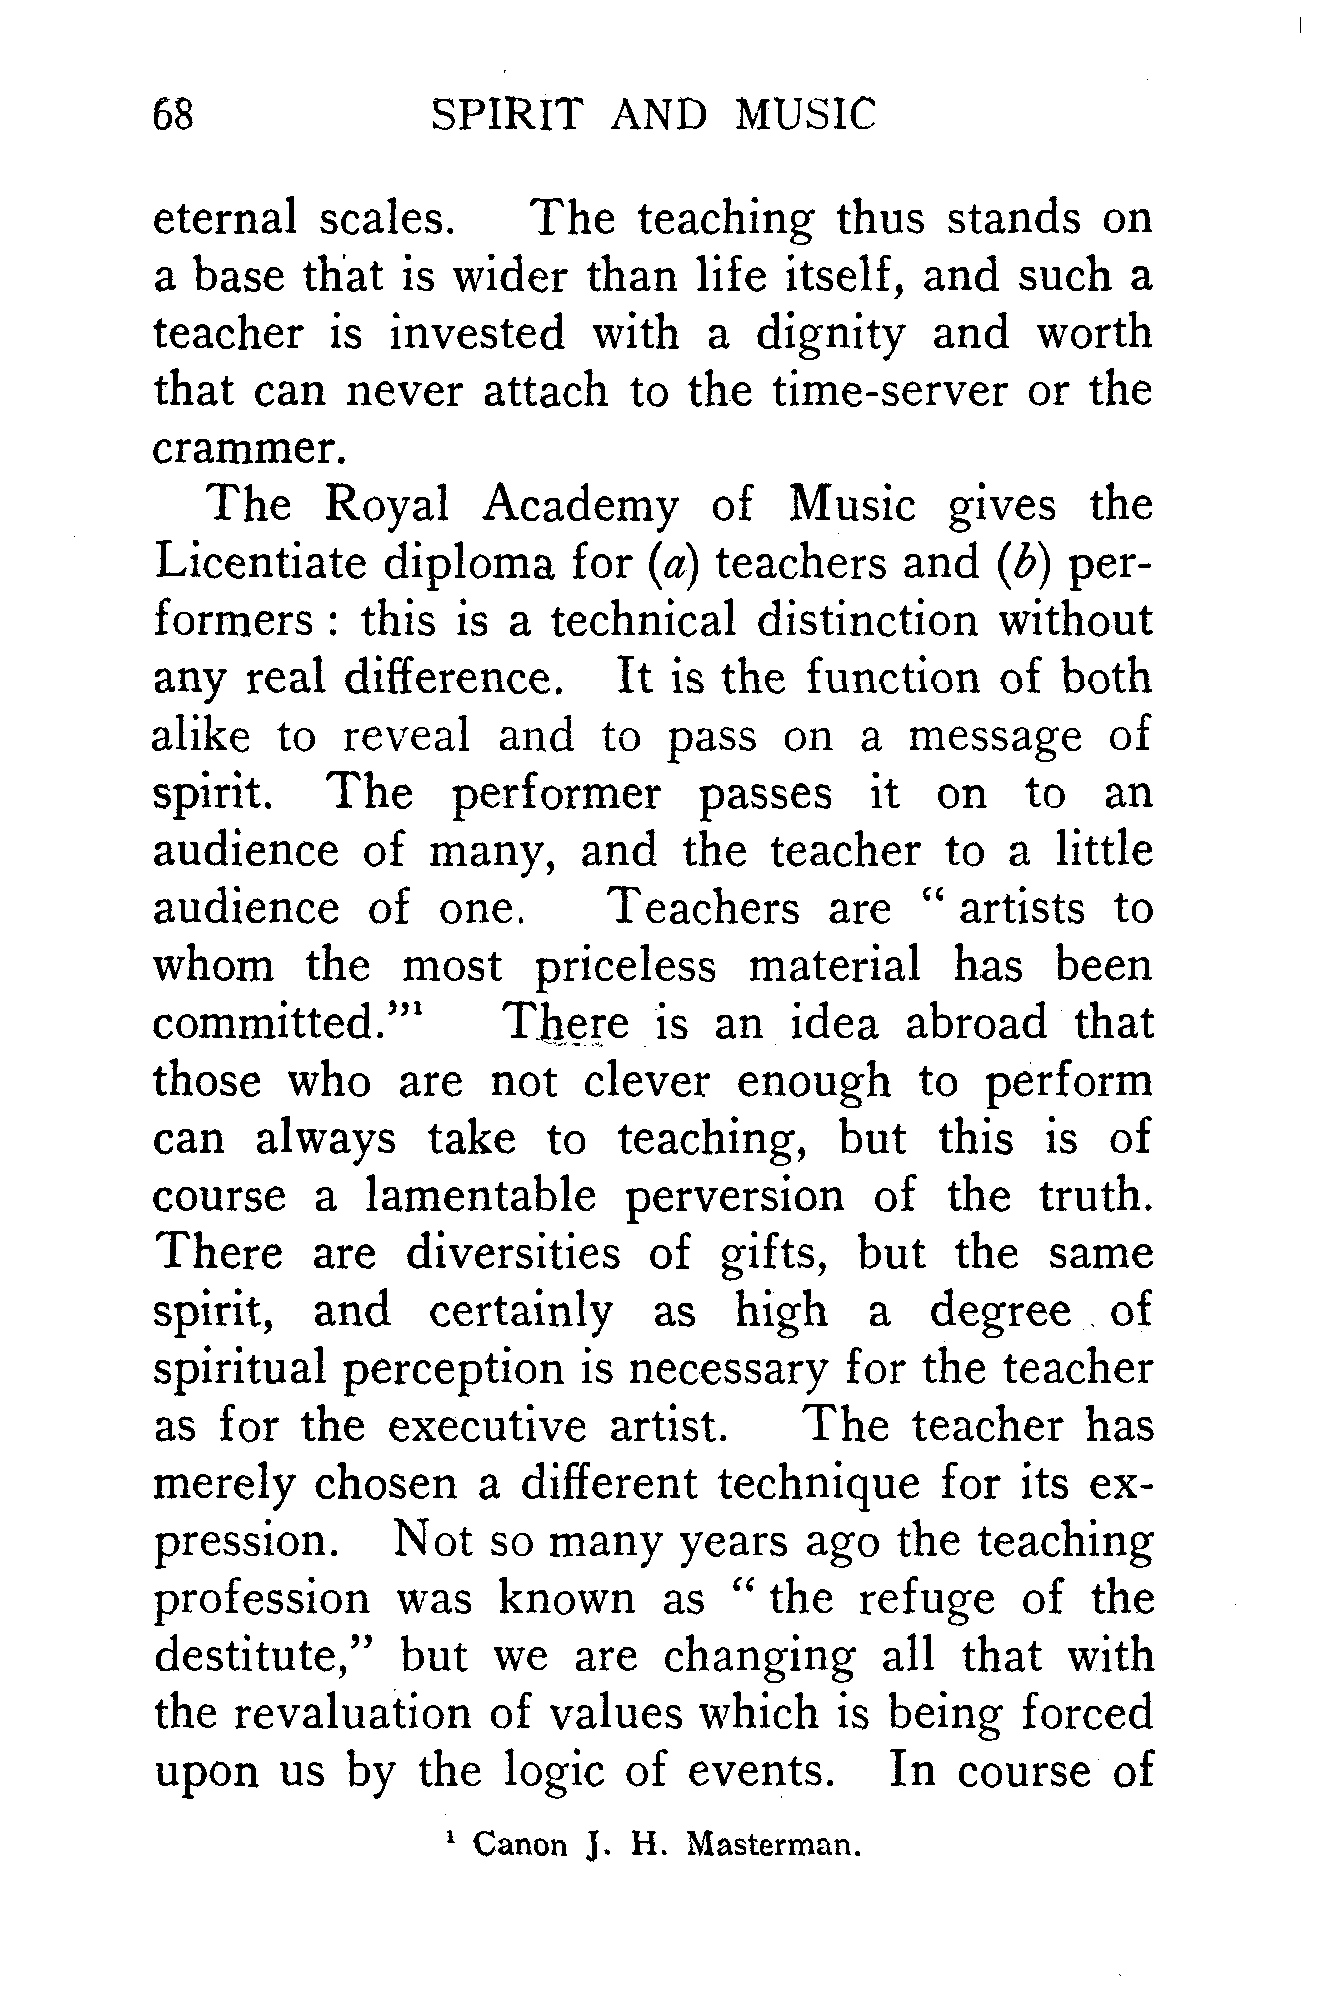 68 SPIRIT AND MUSIC
eternal scales. The teaching thus stands on
a base that is wider than life itself, and such a
teacher is invested with a dignity and worth
that can never attach to the time-server or the
crammer.
The Royal Academy of Music gives the
Licentiate diploma for (a) teachers and (b) per-
formers : this is a technical distinction without
any real difference. It is the function of both
alike to reveal and to pass on a message of
spirit. The performer passes it on to an
audience of many, and the teacher to a little
audience of one. Teachers are “ artists to
whom the most priceless material has been
committed.”¹ There is an idea abroad that
those who are not clever enough to perform
can always take to teaching, but this is of
course a lamentable perversion of the truth.
There are diversities of gifts, but the same
spirit, and certainly as high a degree of
spiritual perception is necessary for the teacher
as for the executive artist. The teacher has
merely chosen a different technique for its ex-
pression. Not so many years ago the teaching
profession was known as “ the refuge of the
destitute,” but we are changing all that with
the revaluation of values which is being forced
upon us by the logic of events. In course of
¹ Canon J. H. Masterman.